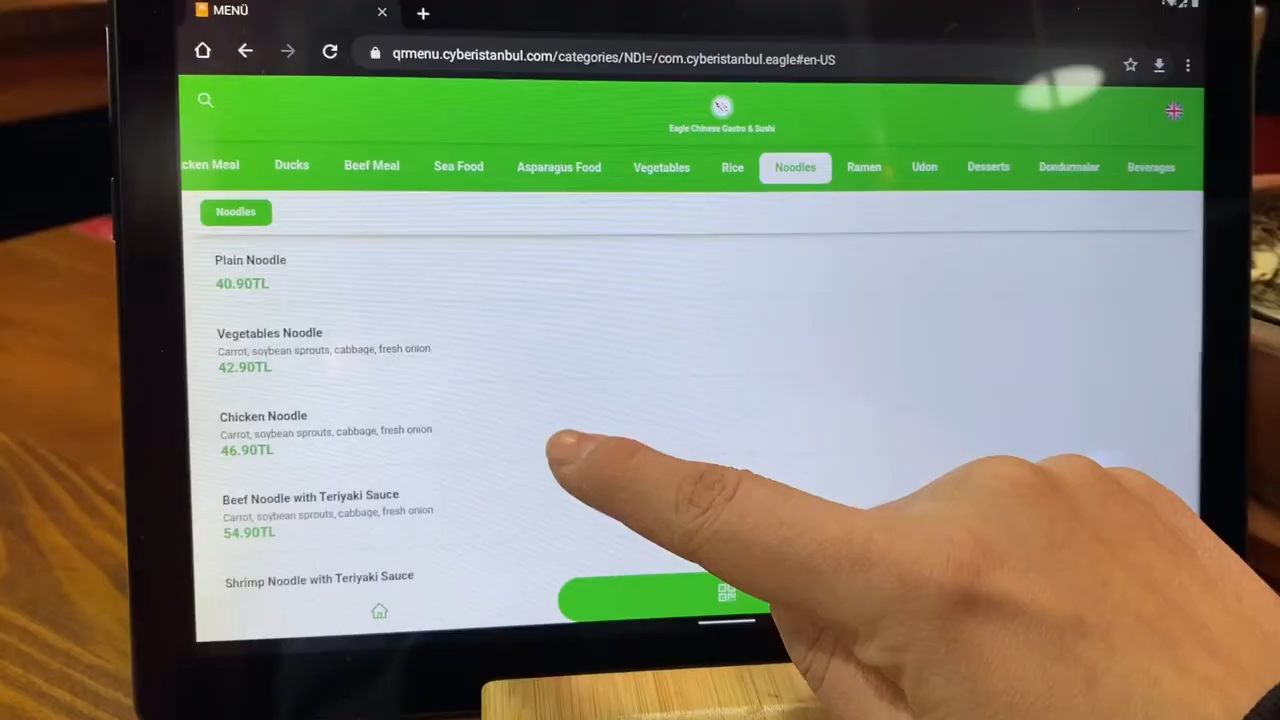 MENÜ
qrmenu.cyberistanbul.com/categories/NDI=/com.cyberistanbul.eagle#en-US
Eagle Chinese Gastro & Sushi
cken Meal Ducks Beef Meal Sea Food Asparagus Food Vegetables Rice Noodles Ramen Udon Desserts Dondurmalar Beverages
Noodles
Plain Noodle
40.90TL
Vegetables Noodle
Carrot, soybean sprouts, cabbage, fresh onion
42.90TL
Chicken Noodle
Carrot, soybean sprouts, cabbage, fresh onion
46.90TL
Beef Noodle with Teriyaki Sauce
Carrot, soybean sprouts, cabbage, fresh onion
54.90TL
Shrimp Noodle with Teriyaki Sauce